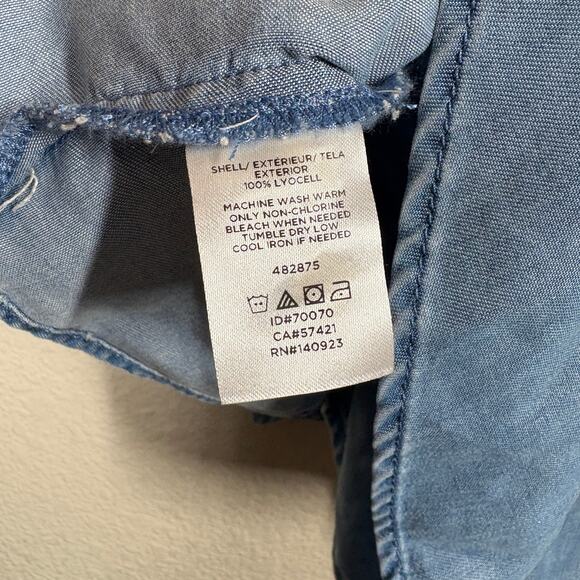 SHELL/ EXTÉRIEUR/ TELA
EXTERIOR
100% LYOCELL
MACHINE WASH WARM
ONLY NON-CHLORINE
BLEACH WHEN NEEDED
TUMBLE DRY LOW
COOL IRON IF NEEDED
482875
ID#70070
CA#57421
RN#140923